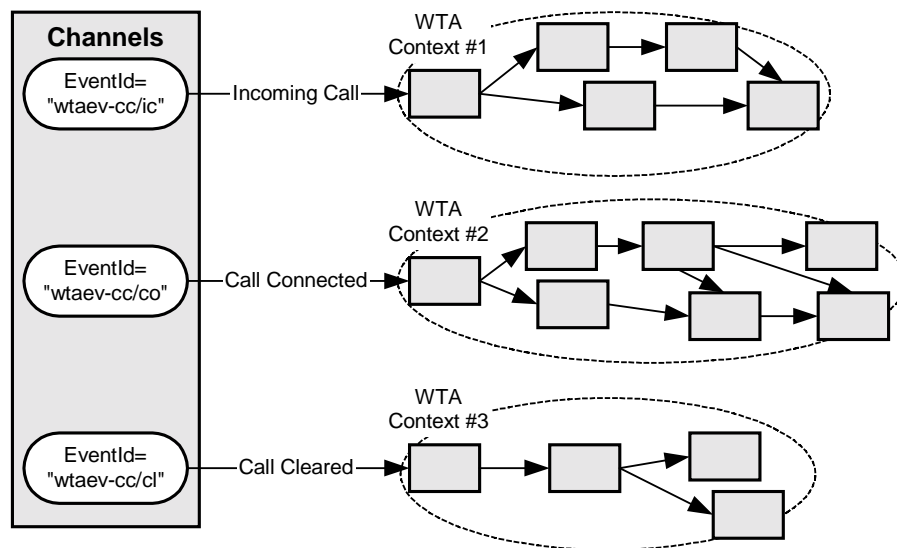 Channels
EventId=
"wtaev-cc/ic"
Incoming Call
WTA
Context #1
EventId=
"wtaev-cc/co"
Call Connected
WTA
Context #2
EventId=
"wtaev-cc/cl"
Call Cleared
WTA
Context #3